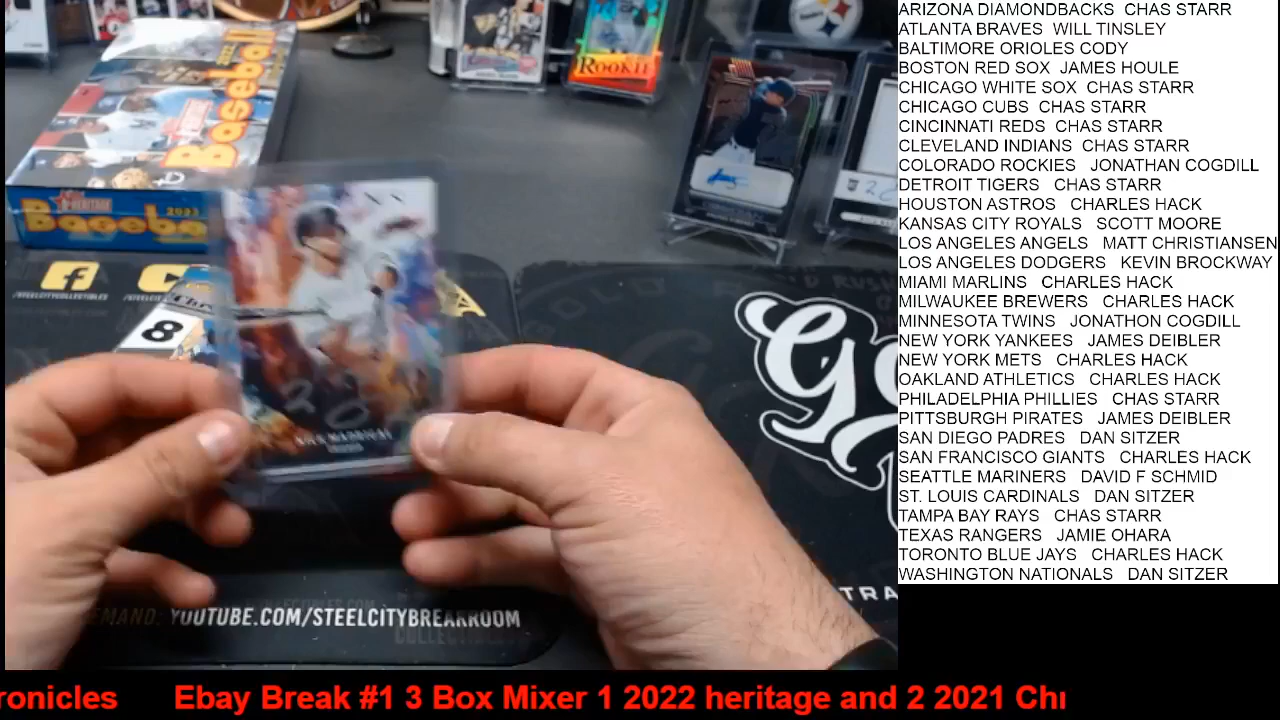 ARIZONA DIAMONDBACKS CHAS STARR
ATLANTA BRAVES WILL TINSLEY
BALTIMORE ORIOLES CODY
BOSTON RED SOX JAMES HOULE
CHICAGO WHITE SOX CHAS STARR
CHICAGO CUBS CHAS STARR
CINCINNATI REDS CHAS STARR
CLEVELAND INDIANS CHAS STARR
COLORADO ROCKIES JONATHAN COGDILL
DETROIT TIGERS CHAS STARR
HOUSTON ASTROS CHARLES HACK
KANSAS CITY ROYALS SCOTT MOORE
LOS ANGELES ANGELS MATT CHRISTIANSEN
LOS ANGELES DODGERS KEVIN BROCKWAY
MIAMI MARLINS CHARLES HACK
MILWAUKEE BREWERS CHARLES HACK
MINNESOTA TWINS JONATHON COGDILL
NEW YORK YANKEES JAMES DEIBLER
NEW YORK METS CHARLES HACK
OAKLAND ATHLETICS CHARLES HACK
PHILADELPHIA PHILLIES CHAS STARR
PITTSBURGH PIRATES JAMES DEIBLER
SAN DIEGO PADRES DAN SITZER
SAN FRANCISCO GIANTS CHARLES HACK
SEATTLE MARINERS DAVID F SCHMID
ST. LOUIS CARDINALS DAN SITZER
TAMPA BAY RAYS CHAS STARR
TEXAS RANGERS JAMIE OHARA
TORONTO BLUE JAYS CHARLES HACK
WASHINGTON NATIONALS DAN SITZER
ROOKIE
Baseball
HERITAGE
Baseba
8
EMAND: YOUTUBE.COM/STEELCITYBREAKROOM
TRA
ronicles Ebay Break #1 3 Box Mixer 1 2022 heritage and 2 2021 Chr